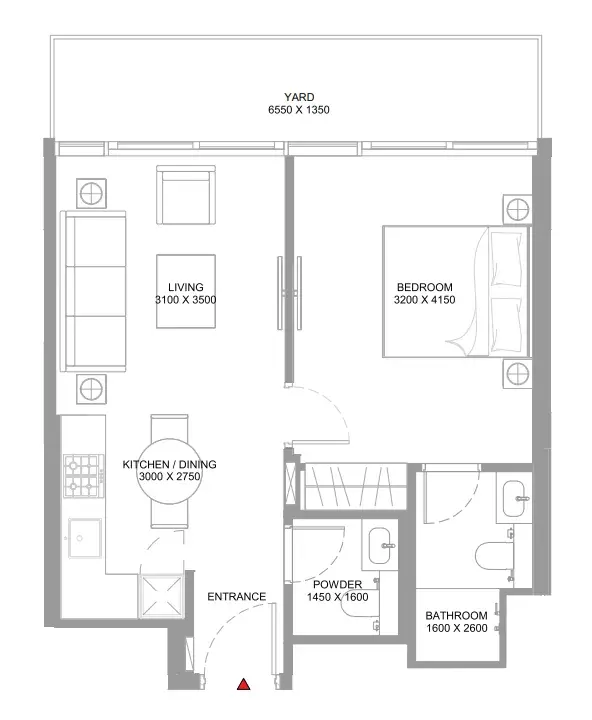 YARD
6550 X 1350
LIVING
3100 X 3500
BEDROOM
3200 X 4150
KITCHEN / DINING
3000 X 2750
POWDER
1450 X 1600
ENTRANCE
BATHROOM
1600 X 2600